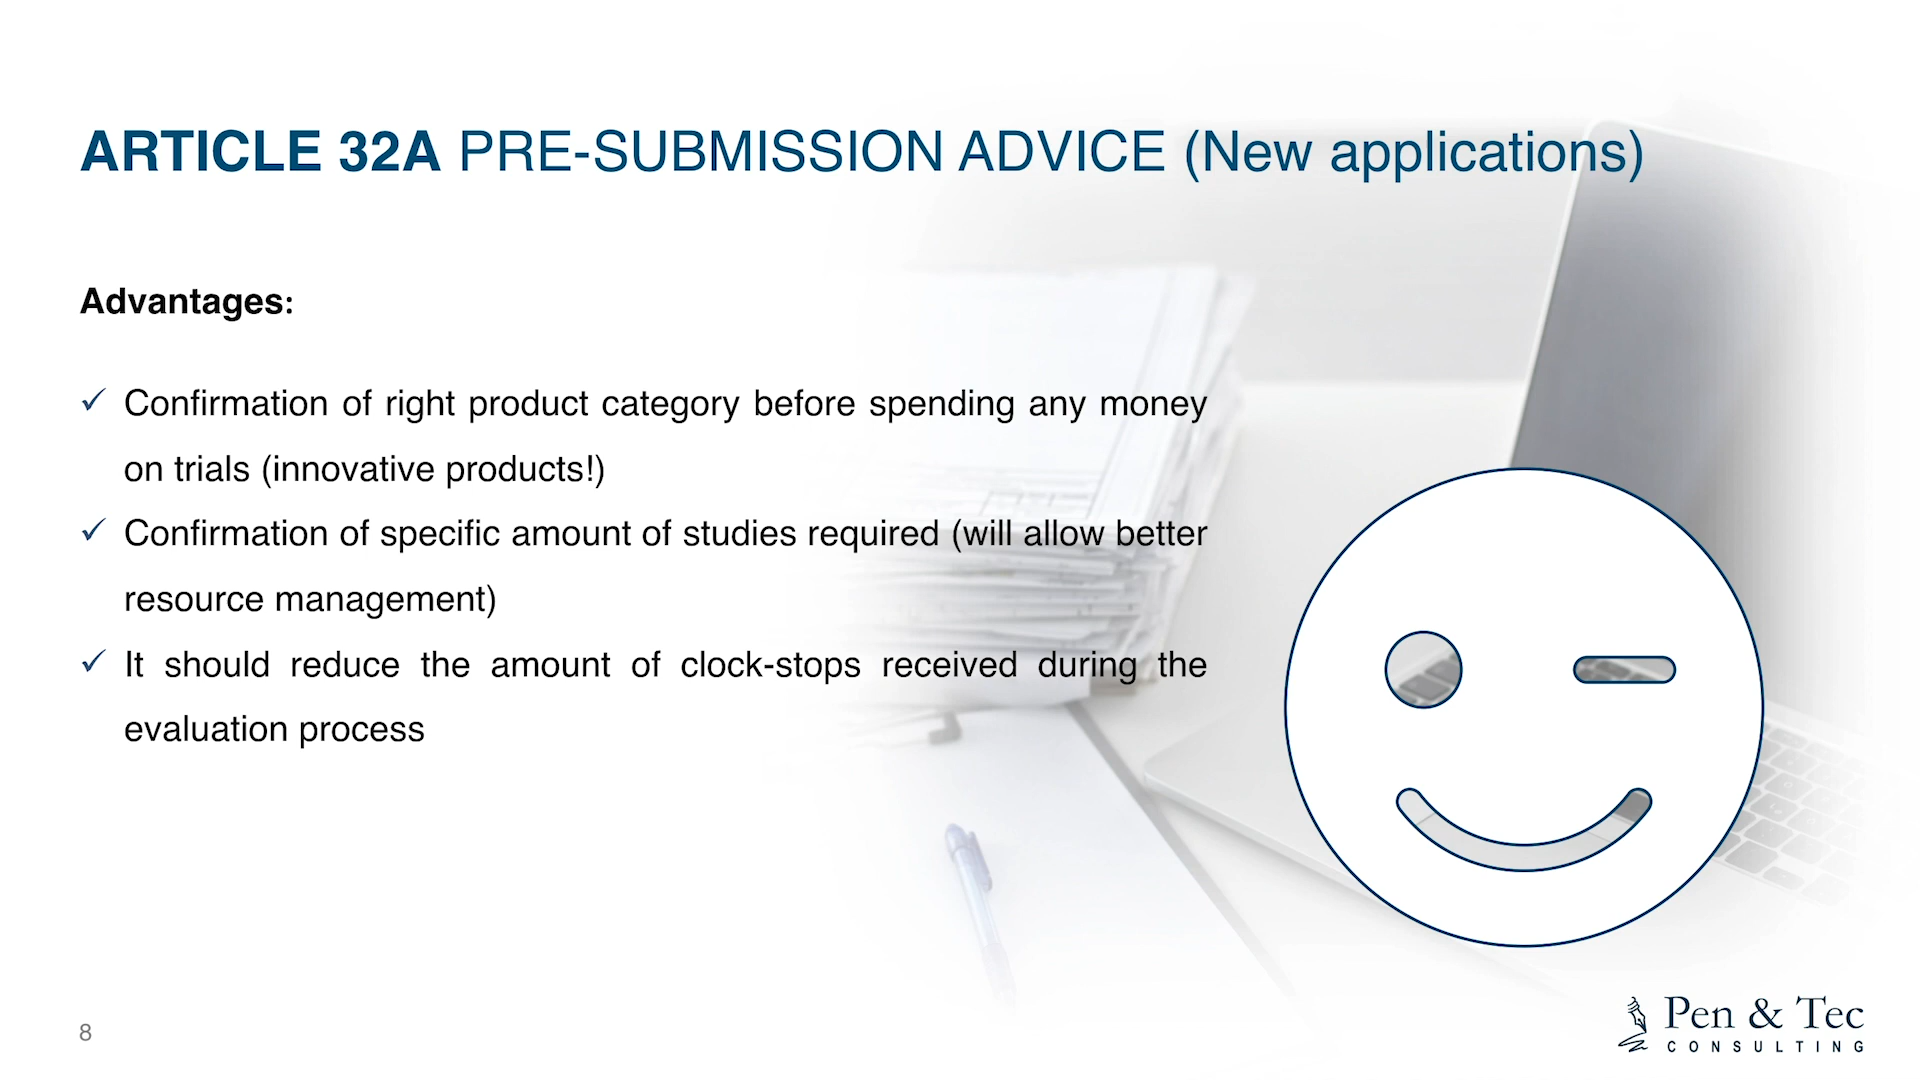 ARTICLE 32A PRE-SUBMISSION ADVICE (New applications)
Advantages:
✓ Confirmation of right product category before spending any money
on trials (innovative products!)
✓ Confirmation of specific amount of studies required (will allow better
resource management)
✓ It should reduce the amount of clock-stops received during the
evaluation process
8
Pen & Tec
CONSULTING